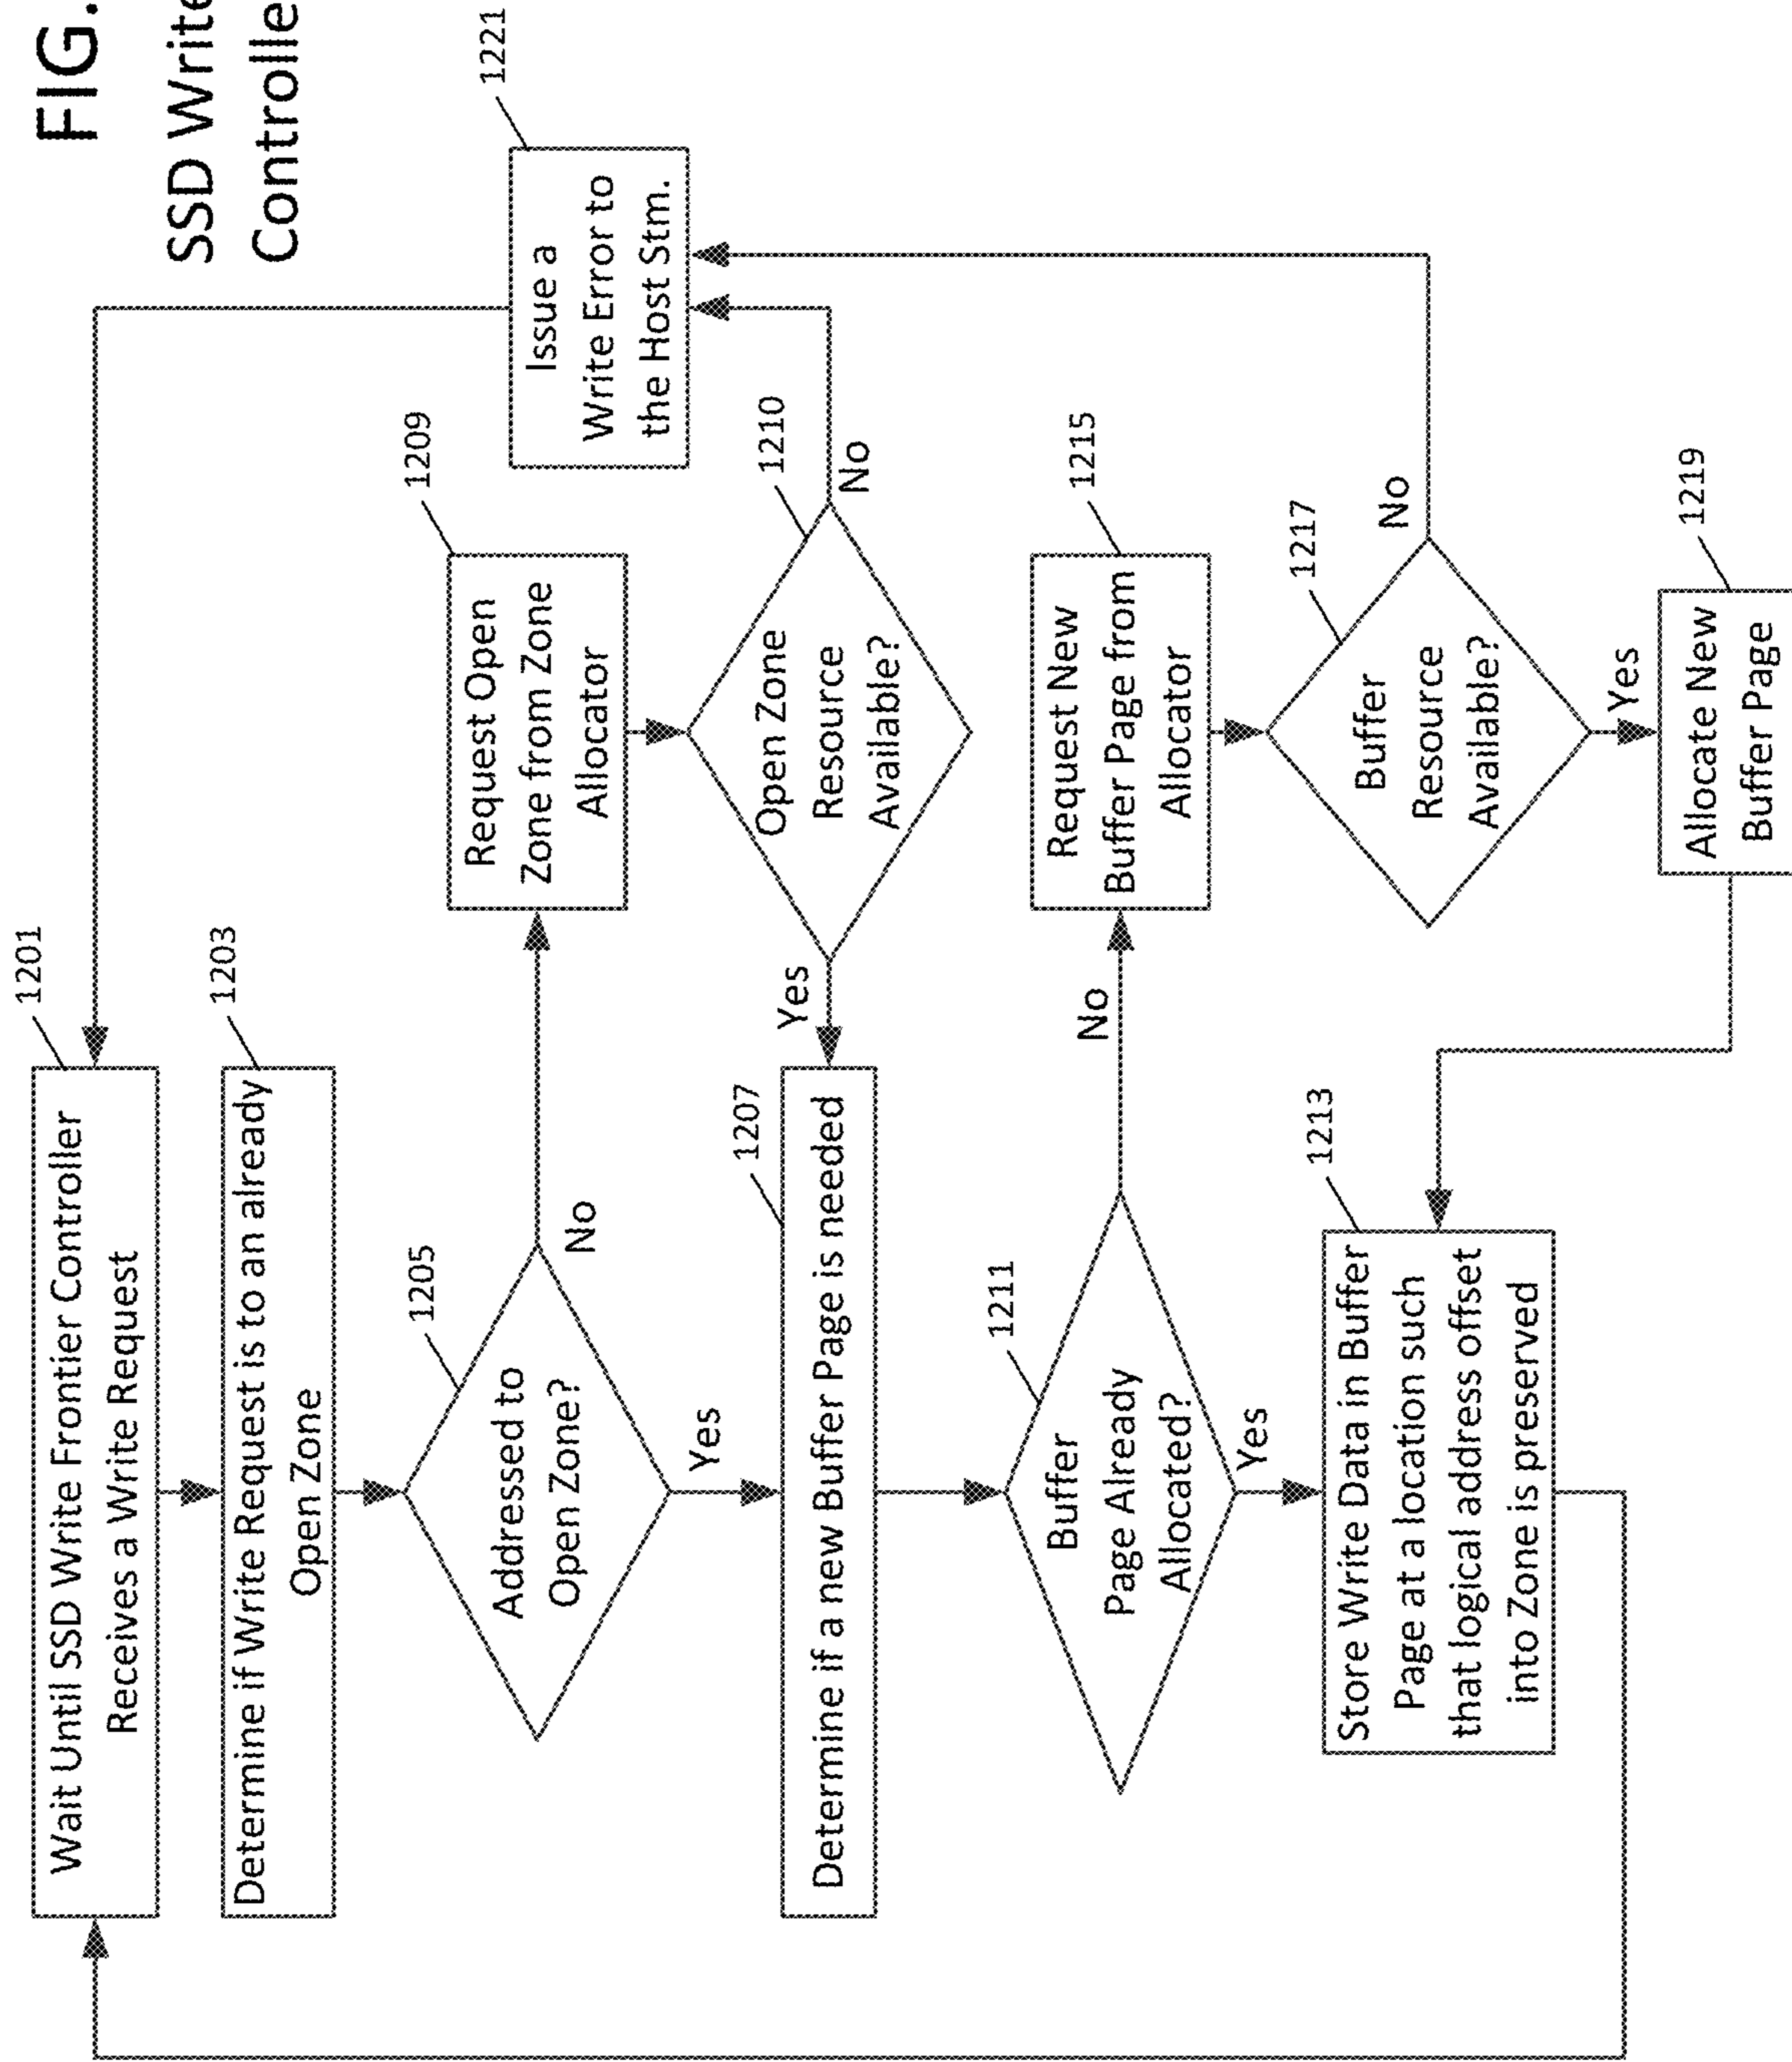 FIG.
SSD Write
Controlle
1201
Wait Until SSD Write Frontier Controller
Receives a Write Request
1203
Determine if Write Request is to an already
Open Zone
1205
Addressed to
Open Zone?
No
Yes
1209
Request Open
Zone from Zone
Allocator
1210
Open Zone
Resource
Available?
No
Yes
1221
Issue a
Write Error to
the Host Stm.
1207
Determine if a new Buffer Page is needed
1211
Buffer
Page Already
Allocated?
No
Yes
1215
Request New
Buffer Page from
Allocator
1217
Buffer
Resource
Available?
No
Yes
1219
Allocate New
Buffer Page
1213
Store Write Data in Buffer
Page at a location such
that logical address offset
into Zone is preserved